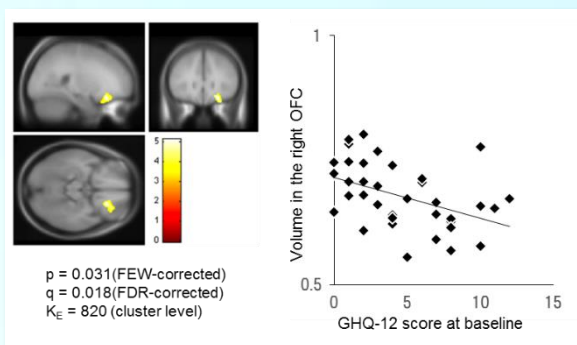 5
4
3
2
1
0
p = 0.031(FEW-corrected)
q = 0.018(FDR-corrected)
KE = 820 (cluster level)
Volume in the right OFC
1
0.5
0 5 10 15
GHQ-12 score at baseline